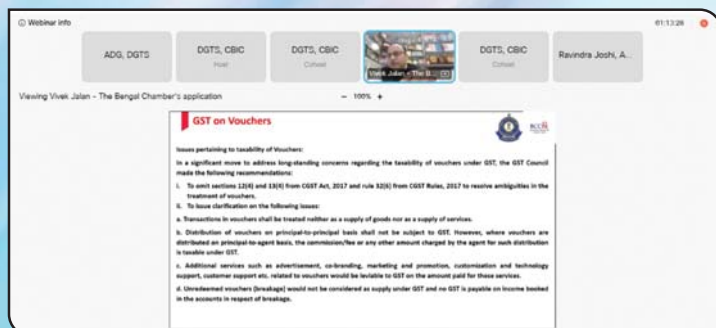 Webinar info
01:13:28
ADG, DGTS
DGTS, CBIC
Host
DGTS, CBIC
Cohost
Vivek Jalan - The B...
DGTS, CBIC
Cohost
Ravindra Joshi, A...
Viewing Vivek Jalan - The Bengal Chamber's application
- 100% +
GST on Vouchers
Issues pertaining to taxability of Vouchers:
In a significant move to address long-standing concerns regarding the taxability of vouchers under GST, the GST Council
made the following recommendations:
i. To omit sections 12(4) and 13(4) from CGST Act, 2017 and rule 32(6) from CGST Rules, 2017 to resolve ambiguities in the
treatment of vouchers.
ii. To issue clarification on the following issues:
a. Transactions in vouchers shall be treated neither as a supply of goods nor as a supply of services.
b. Distribution of vouchers on principal-to-principal basis shall not be subject to GST. However, where vouchers are
distributed on principal-to-agent basis, the commission/fee or any other amount charged by the agent for such distribution
is taxable under GST.
c. Additional services such as advertisement, co-branding, marketing and promotion, customization and technology
support, customer support etc. related to vouchers would be leviable to GST on the amount paid for these services.
d. Unredeemed vouchers (breakage) would not be considered as supply under GST and no GST is payable on income booked
in the accounts in respect of breakage.